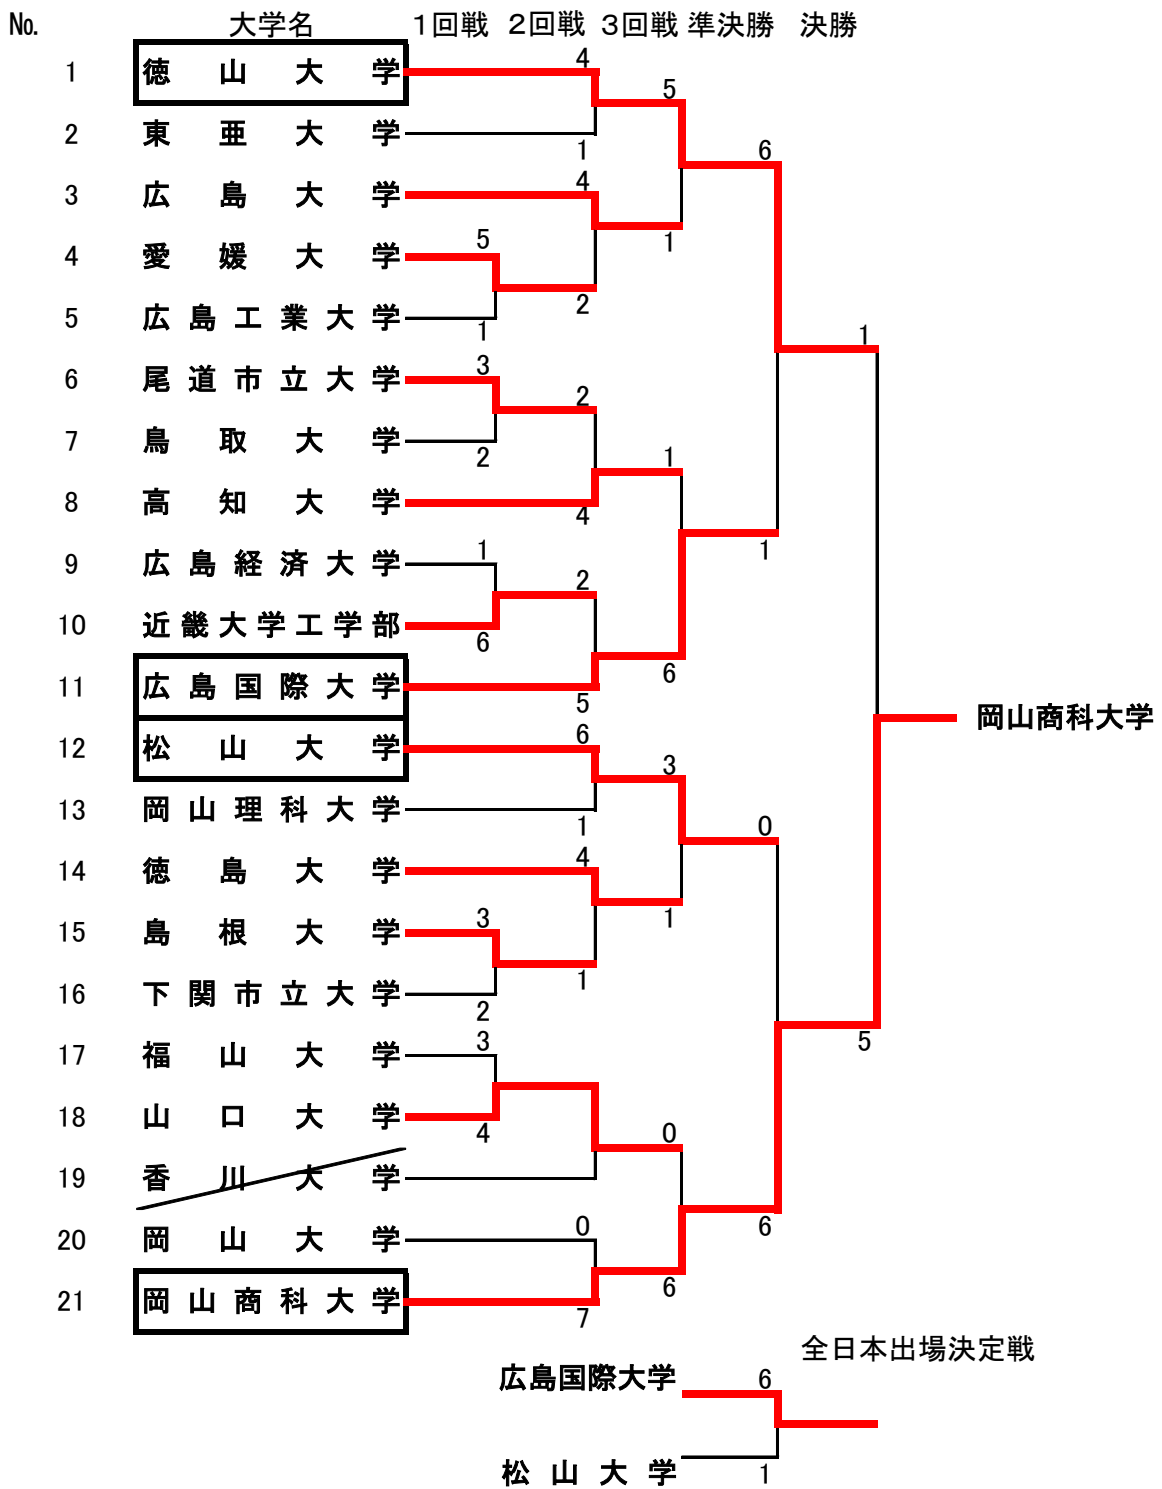 No. 大学名 1回戦 2回戦 3回戦 準決勝 決勝
4
1 徳山大学
5
2 東亜大学
1 6
4
3 広島大学
5 1
4 愛媛大学
2
5 広島工業大学
1 1
3
6 尾道市立大学
2
7 鳥取大学
2 1
8 高知大学
4
1 1
9 広島経済大学
2
10 近畿大学工学部
6
6
11 広島国際大学
5
岡山商科大学
6
12 松山大学
3
13 岡山理科大学
1 0
4
14 徳島大学
3 1
15 島根大学
1
16 下関市立大学
2
3 5
17 福山大学
18 山口大学
4 0
19 香川大学
0 6
20 岡山大学
6
21 岡山商科大学
7
全日本出場決定戦
広島国際大学 6
松山大学 1